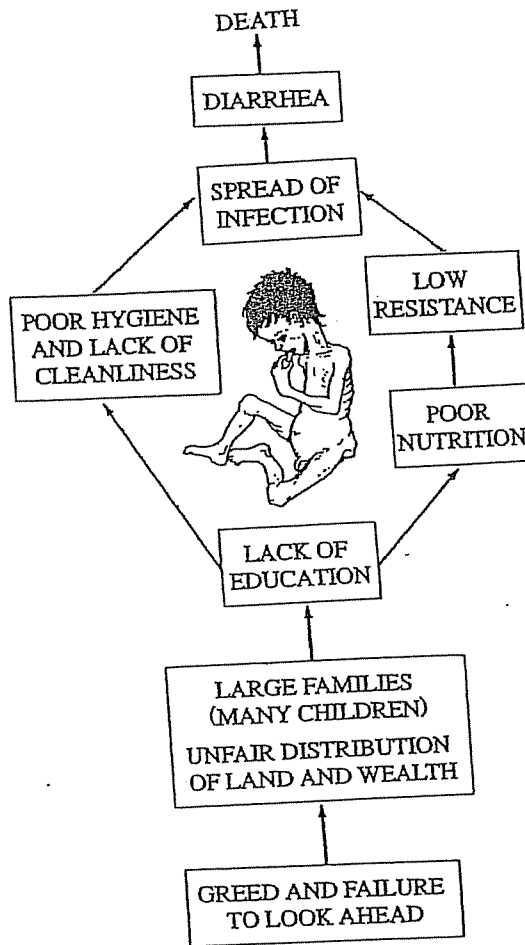 DEATH
DIARRHEA
SPREAD OF
INFECTION
LOW
RESISTANCE
POOR HYGIENE
AND LACK OF
CLEANLINESS
POOR
NUTRITION
LACK OF
EDUCATION
LARGE FAMILIES
(MANY CHILDREN)
UNFAIR DISTRIBUTION
OF LAND AND WEALTH
GREED AND FAILURE
TO LOOK AHEAD